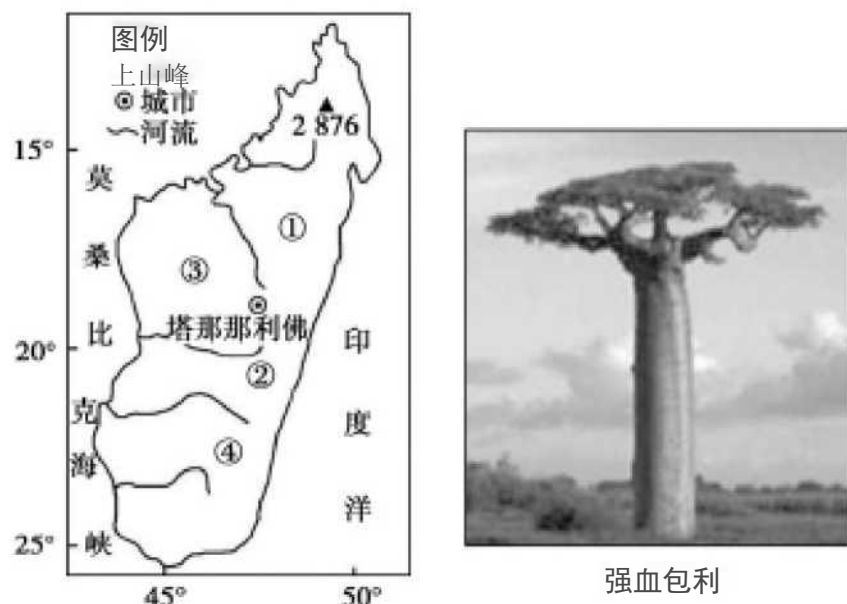 图例
上山峰
城市
河流
2 876
15°
莫
桑
比
克
海
峡
①
③
塔那那利佛
20°
②
④
印
度
洋
25°
45°
50°
强血包利